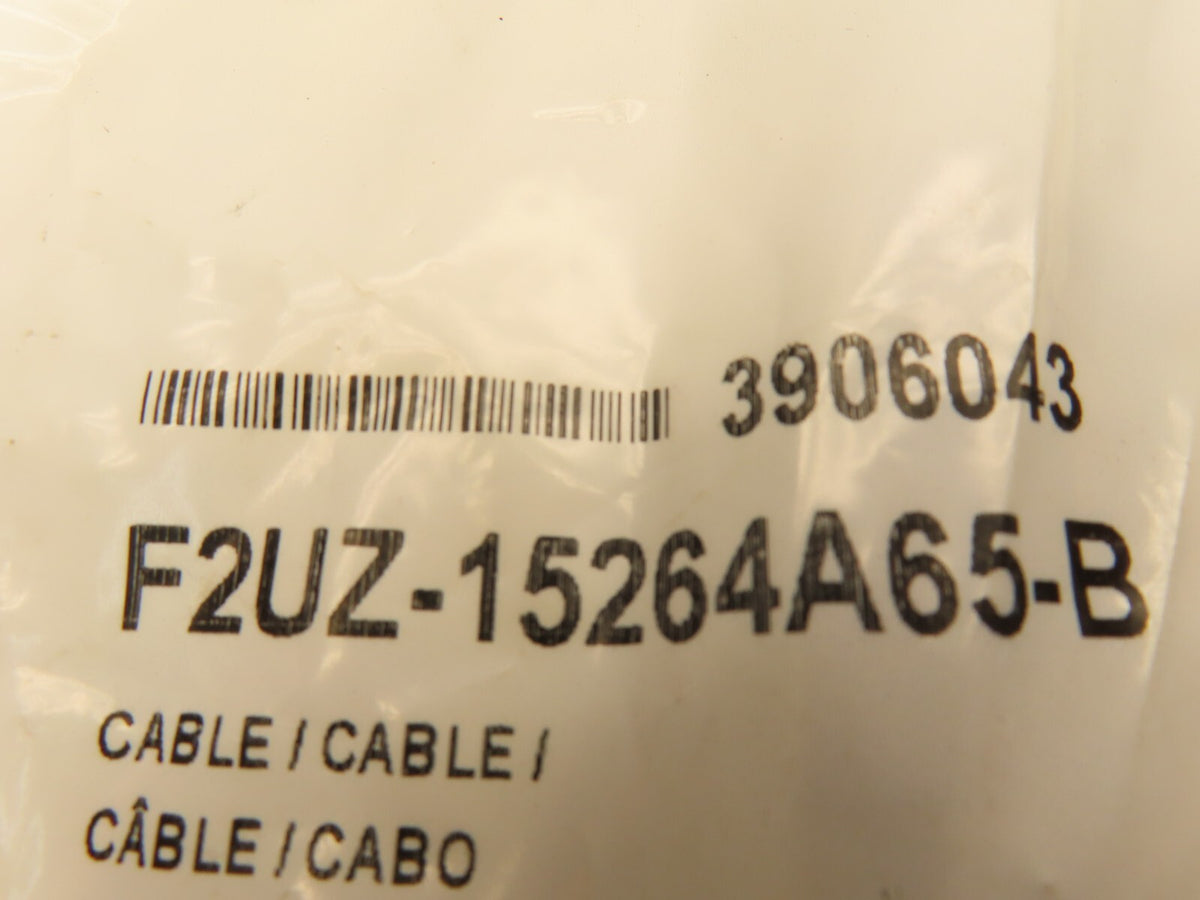 3906043
F2UZ-15264A65-B
CABLE / CABLE /
CÂBLE / CABO